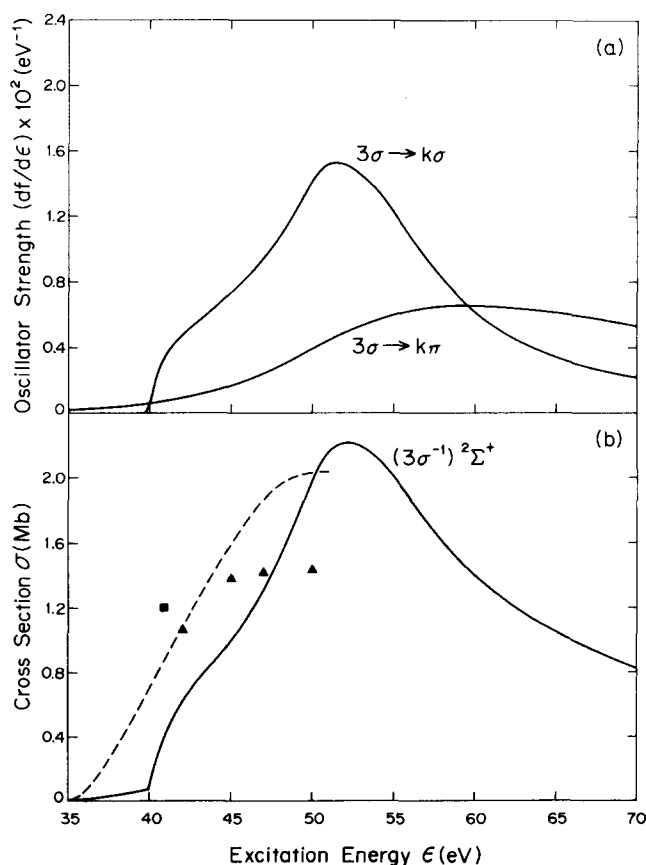 (a)
Oscillator Strength (df/dϵ) x 10² (eV⁻¹)
2.0
1.6
1.2
0.8
0.4
0
3σ→kσ
3σ→kπ
(b)
Cross Section σ(Mb)
2.0
1.6
1.2
0.8
0.4
0
(3σ⁻¹) ²Σ⁺
35 40 45 50 55 60 65 70
Excitation Energy ϵ(eV)